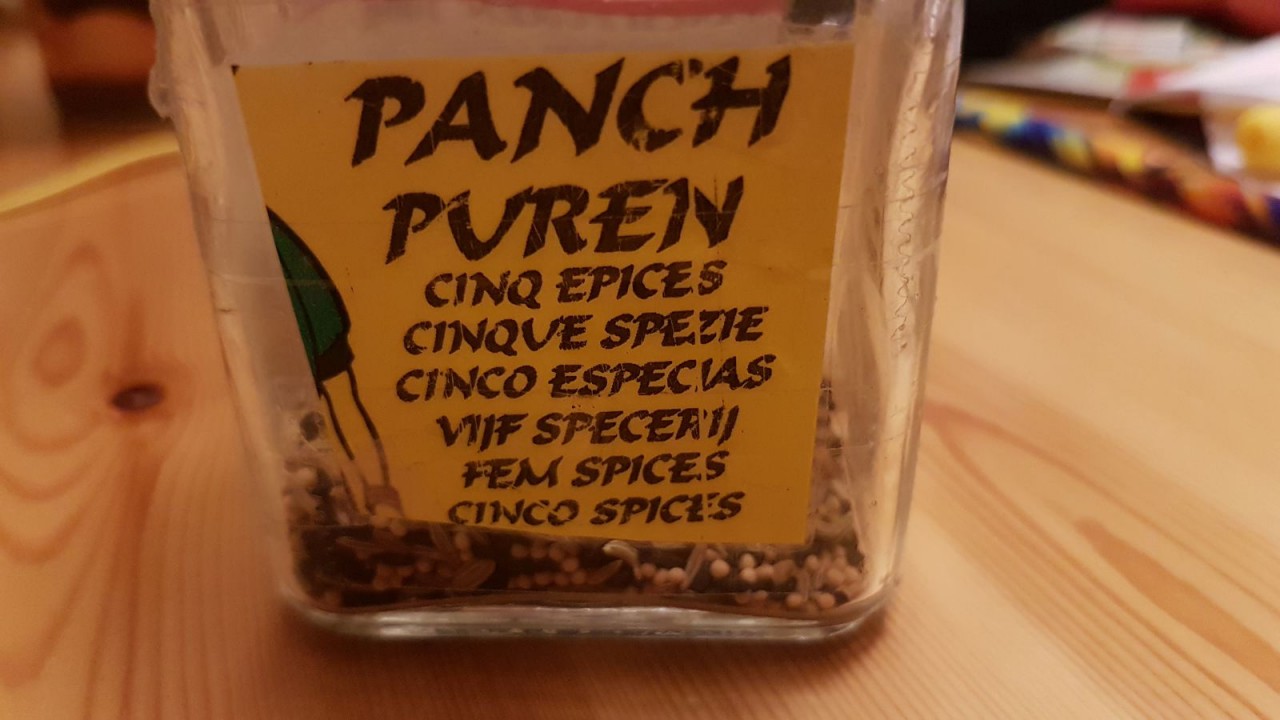 PANCH
PUREN
CINQ EPICES
CINQUE SPEZIE
CINCO ESPECIAS
VIJF SPECERIJ
FEM SPICES
CINCO SPICES